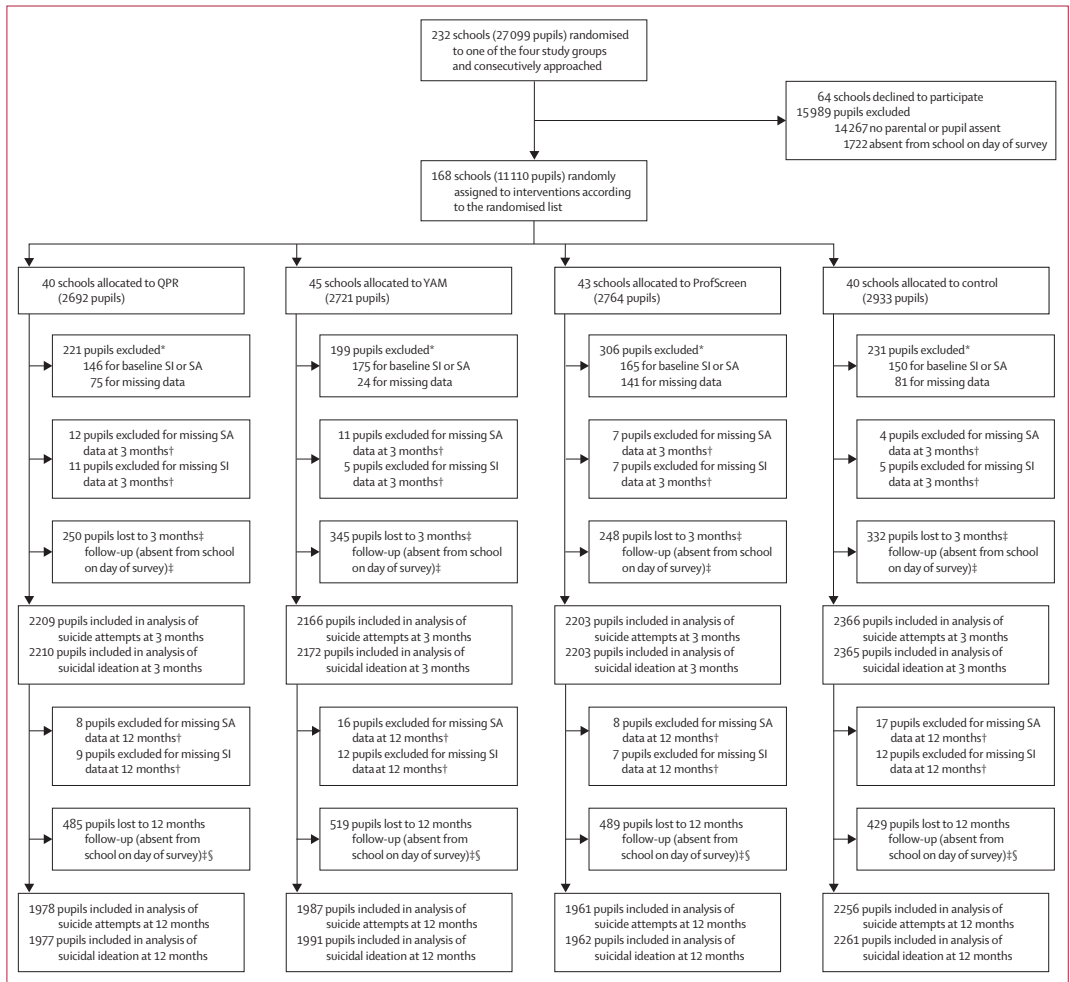 232 schools (27 099 pupils) randomised
to one of the four study groups
and consecutively approached
64 schools declined to participate
15 989 pupils excluded
14 267 no parental or pupil assent
1722 absent from school on day of survey
168 schools (11 110 pupils) randomly
assigned to interventions according
to the randomised list
40 schools allocated to QPR
(2692 pupils)
45 schools allocated to YAM
(2721 pupils)
43 schools allocated to ProfScreen
(2764 pupils)
40 schools allocated to control
(2933 pupils)
221 pupils excluded*
146 for baseline SI or SA
75 for missing data
199 pupils excluded*
175 for baseline SI or SA
24 for missing data
306 pupils excluded*
165 for baseline SI or SA
141 for missing data
231 pupils excluded*
150 for baseline SI or SA
81 for missing data
12 pupils excluded for missing SA
data at 3 months†
11 pupils excluded for missing SI
data at 3 months†
11 pupils excluded for missing SA
data at 3 months†
5 pupils excluded for missing SI
data at 3 months†
7 pupils excluded for missing SA
data at 3 months†
7 pupils excluded for missing SI
data at 3 months†
4 pupils excluded for missing SA
data at 3 months†
5 pupils excluded for missing SI
data at 3 months†
250 pupils lost to 3 months‡
follow-up (absent from school
on day of survey)‡
345 pupils lost to 3 months‡
follow-up (absent from school
on day of survey)‡
248 pupils lost to 3 months‡
follow-up (absent from school
on day of survey)‡
332 pupils lost to 3 months‡
follow-up (absent from school
on day of survey)‡
2209 pupils included in analysis of
suicide attempts at 3 months
2210 pupils included in analysis of
suicidal ideation at 3 months
2166 pupils included in analysis of
suicide attempts at 3 months
2172 pupils included in analysis of
suicidal ideation at 3 months
2203 pupils included in analysis of
suicide attempts at 3 months
2203 pupils included in analysis of
suicidal ideation at 3 months
2366 pupils included in analysis of
suicide attempts at 3 months
2365 pupils included in analysis of
suicidal ideation at 3 months
8 pupils excluded for missing SA
data at 12 months†
9 pupils excluded for missing SI
data at 12 months†
16 pupils excluded for missing SA
data at 12 months†
12 pupils excluded for missing SI
data at 12 months†
8 pupils excluded for missing SA
data at 12 months†
7 pupils excluded for missing SI
data at 12 months†
17 pupils excluded for missing SA
data at 12 months†
12 pupils excluded for missing SI
data at 12 months†
485 pupils lost to 12 months
follow-up (absent from
school on day of survey)‡§
519 pupils lost to 12 months
follow-up (absent from
school on day of survey)‡§
489 pupils lost to 12 months
follow-up (absent from
school on day of survey)‡§
429 pupils lost to 12 months
follow-up (absent from
school on day of survey)‡§
1978 pupils included in analysis of
suicide attempts at 12 months
1977 pupils included in analysis of
suicidal ideation at 12 months
1987 pupils included in analysis of
suicide attempts at 12 months
1991 pupils included in analysis of
suicidal ideation at 12 months
1961 pupils included in analysis of
suicide attempts at 12 months
1962 pupils included in analysis of
suicidal ideation at 12 months
2256 pupils included in analysis of
suicide attempts at 12 months
2261 pupils included in analysis of
suicidal ideation at 12 months